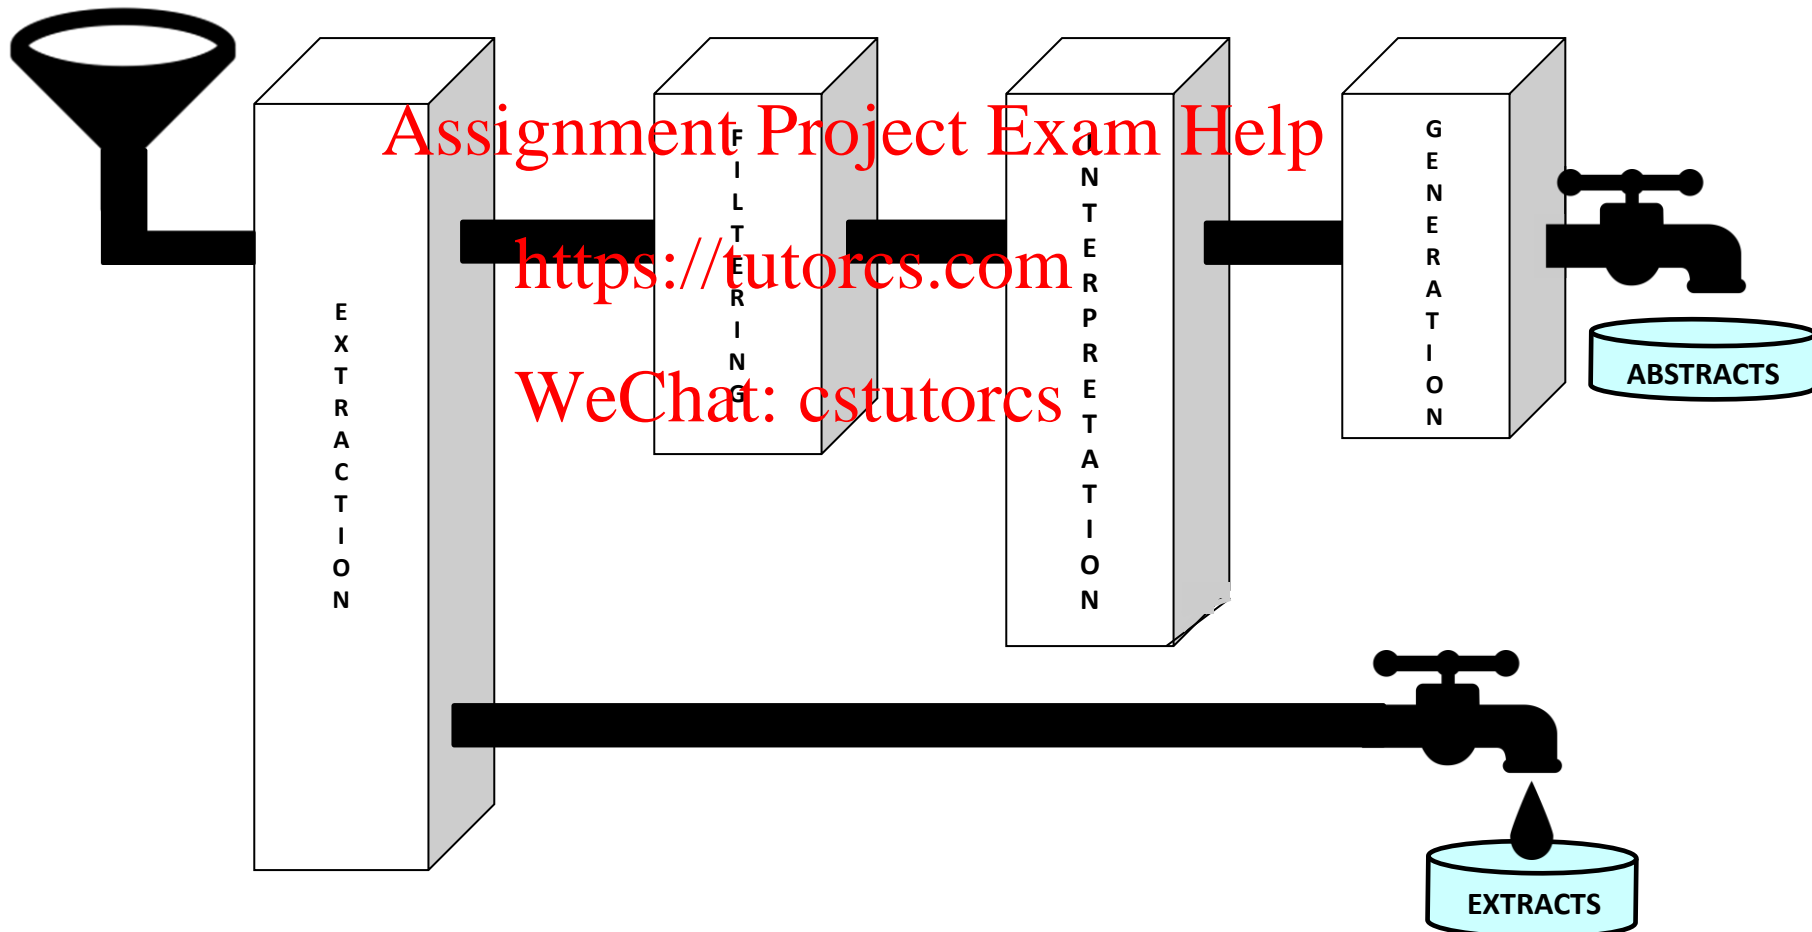 Assignment Project Exam Help
https://tutorcs.com
WeChat: cstutorcs
EXTRACTION
FILTERING
INTERPRETATION
GENERATION
ABSTRACTS
EXTRACTS